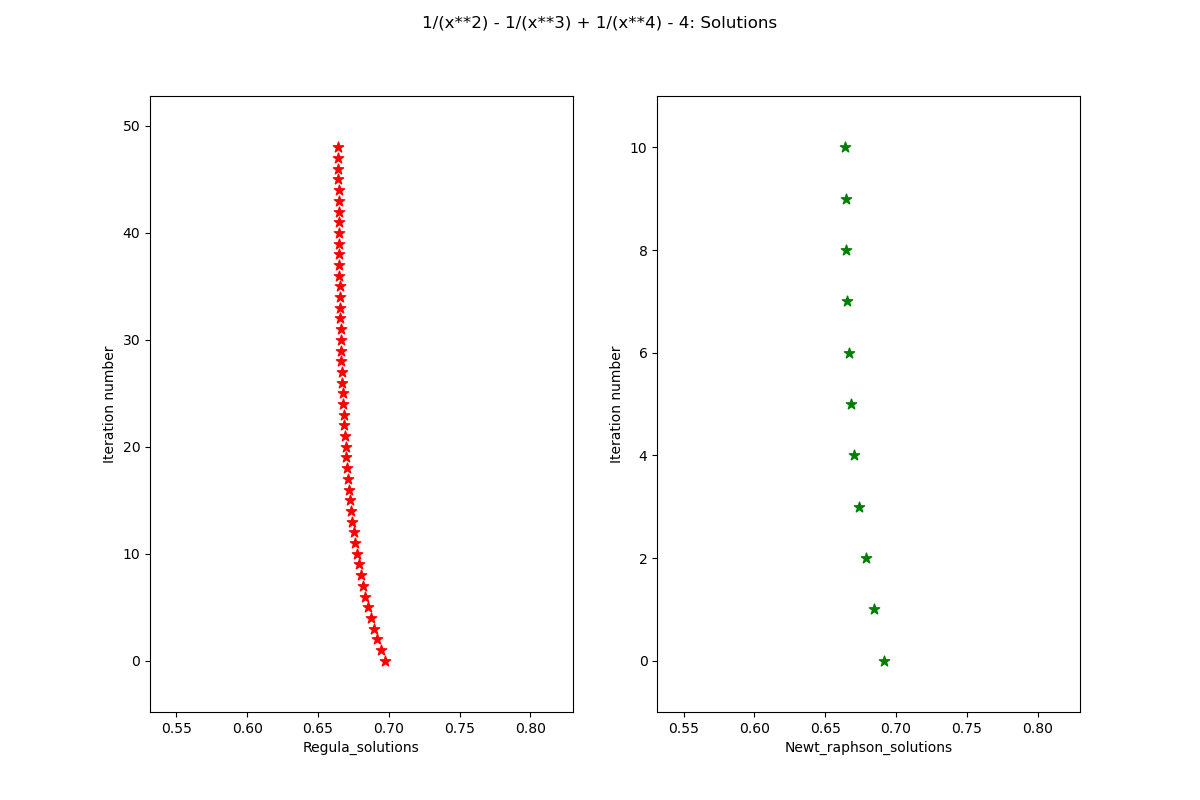 1/(x**2) - 1/(x**3) + 1/(x**4) - 4: Solutions
50
40
30
20
10
0
Iteration number
0.55 0.60 0.65 0.70 0.75 0.80
Regula_solutions
10
8
6
4
2
0
Iteration number
0.55 0.60 0.65 0.70 0.75 0.80
Newt_raphson_solutions